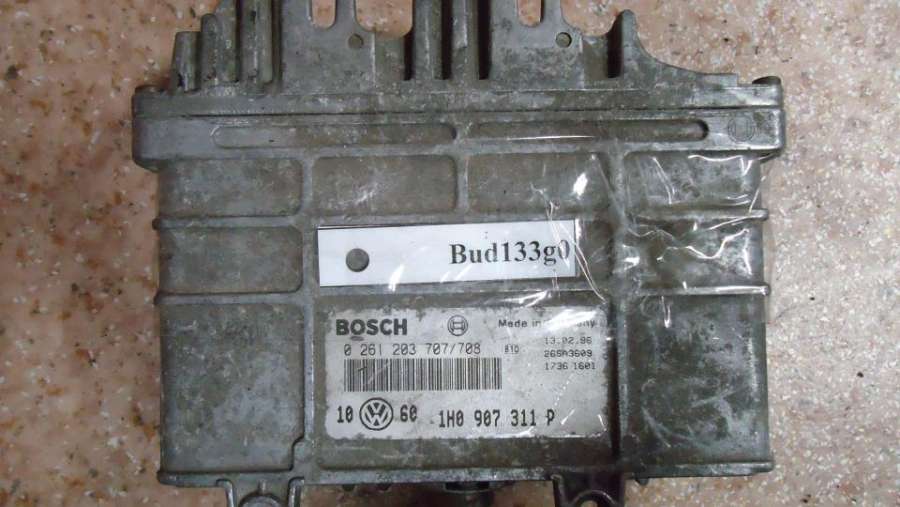 Bud133g0
BOSCH
Made in
0 261 203 707/708
810
13.02.96
26SA3609
1736 1601
10 60 1H0 907 311 P